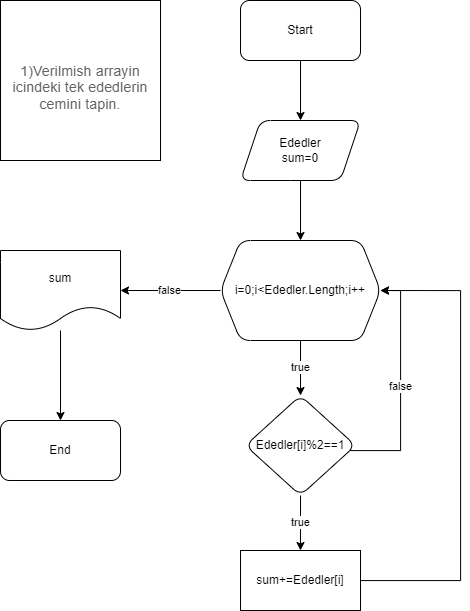 1)Verilmish arrayin
icindeki tek ededlerin
cemini tapin.
Start
Ededler
sum=0
i=0;i<Ededler.Length;i++
false
sum
true
false
End
Ededler[i]%2==1
true
sum+=Ededler[i]